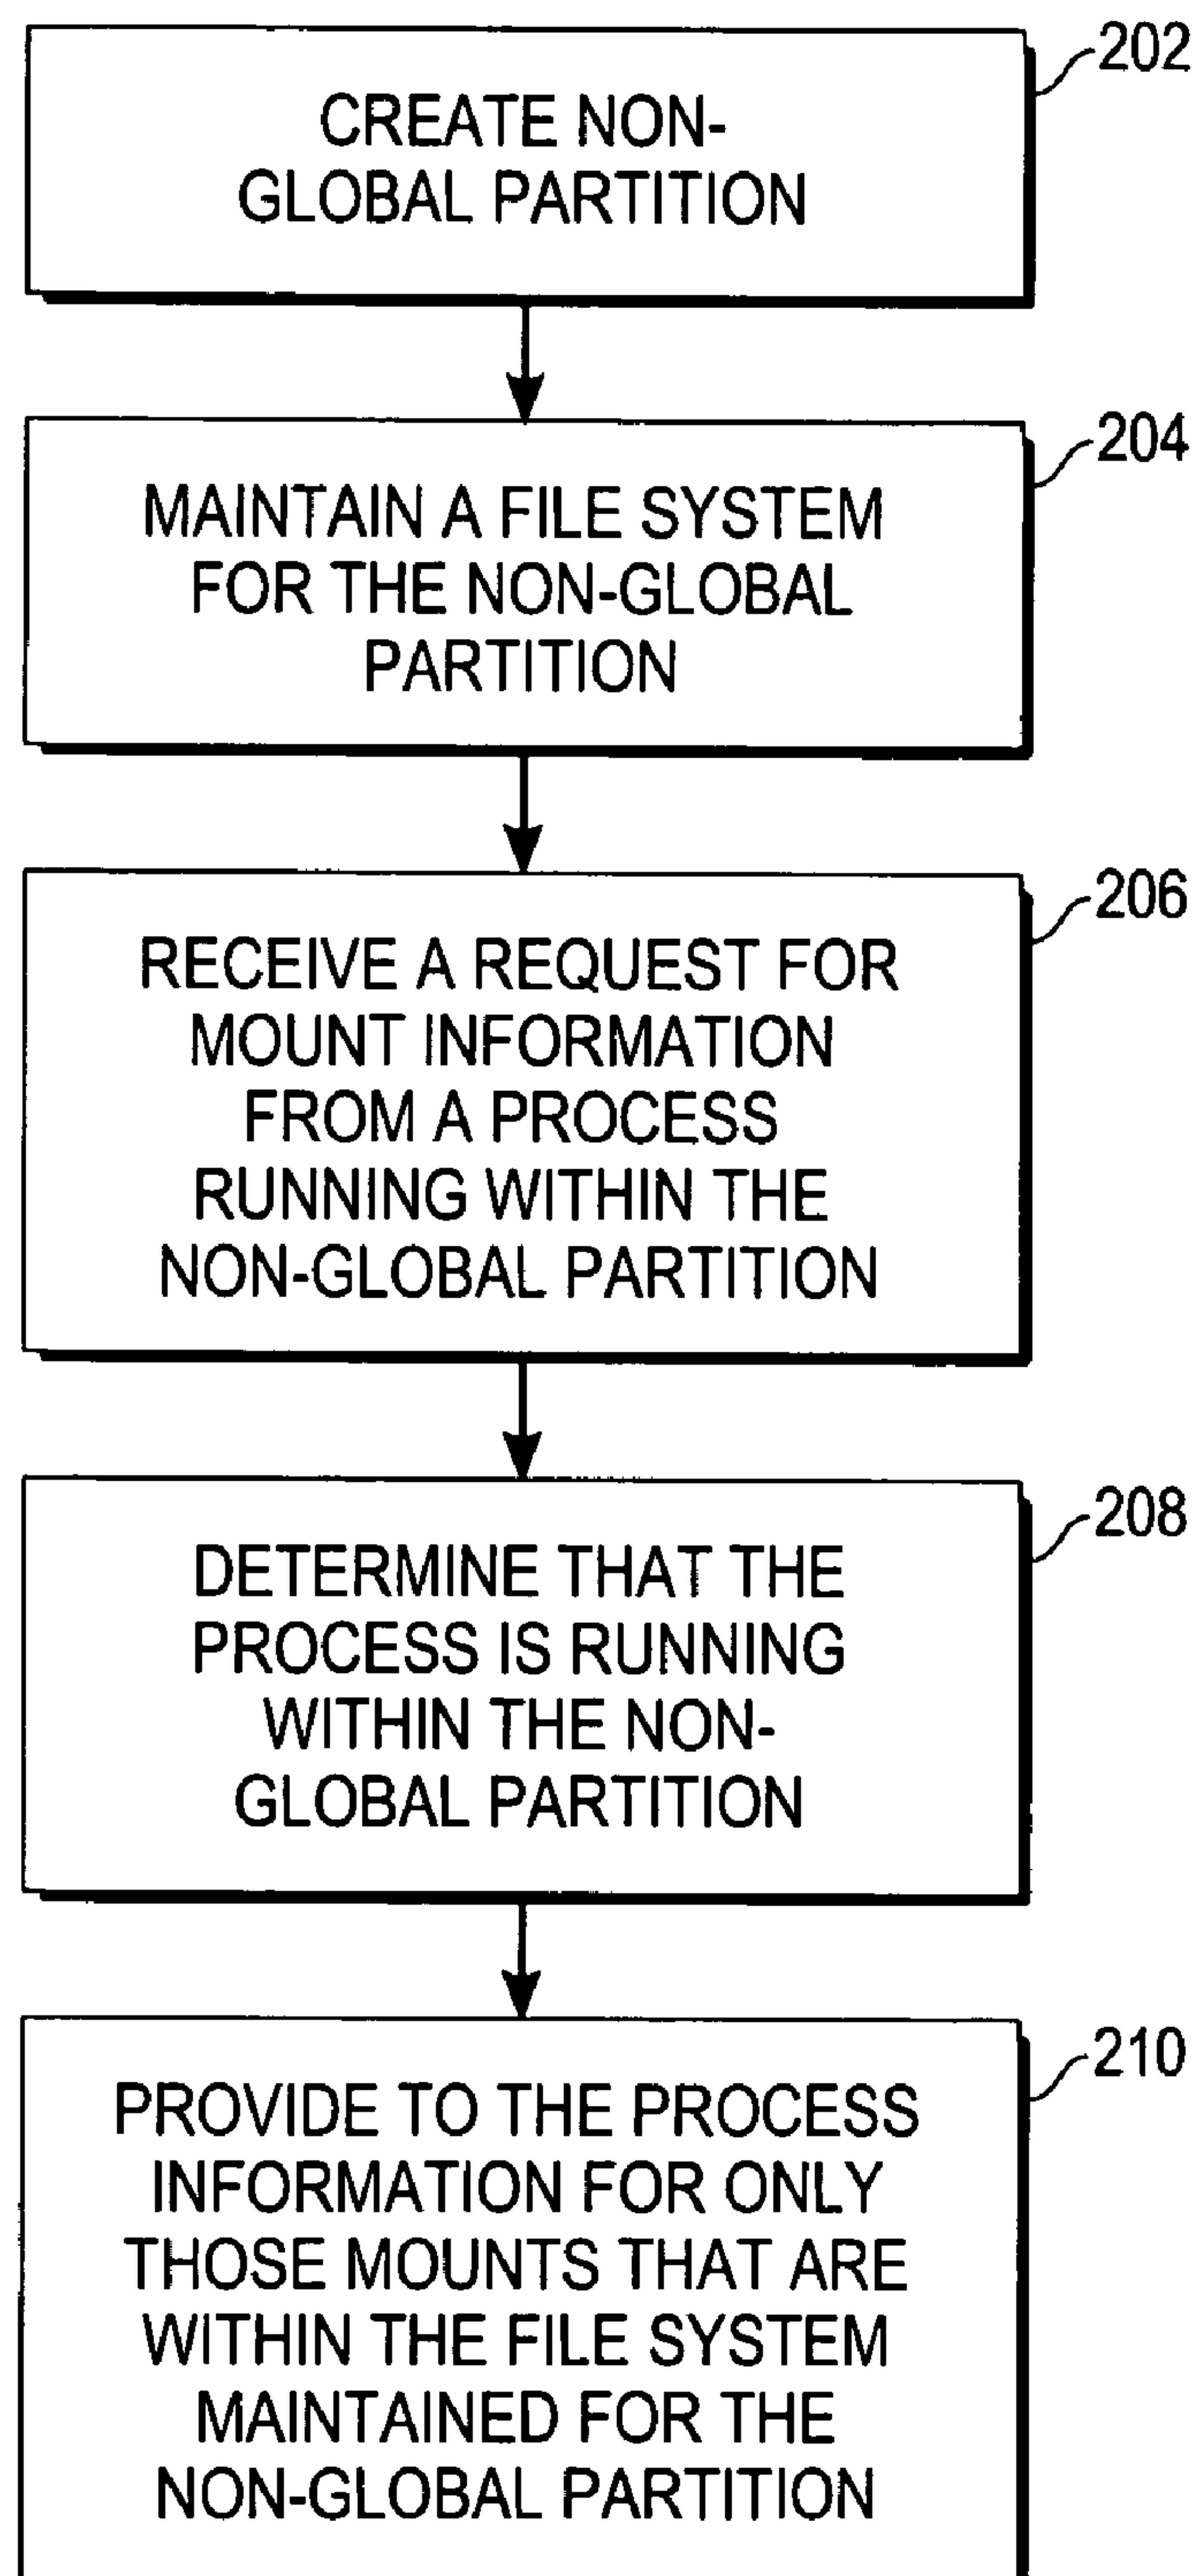 202
CREATE NON-
GLOBAL PARTITION
204
MAINTAIN A FILE SYSTEM
FOR THE NON-GLOBAL
PARTITION
206
RECEIVE A REQUEST FOR
MOUNT INFORMATION
FROM A PROCESS
RUNNING WITHIN THE
NON-GLOBAL PARTITION
208
DETERMINE THAT THE
PROCESS IS RUNNING
WITHIN THE NON-
GLOBAL PARTITION
210
PROVIDE TO THE PROCESS
INFORMATION FOR ONLY
THOSE MOUNTS THAT ARE
WITHIN THE FILE SYSTEM
MAINTAINED FOR THE
NON-GLOBAL PARTITION